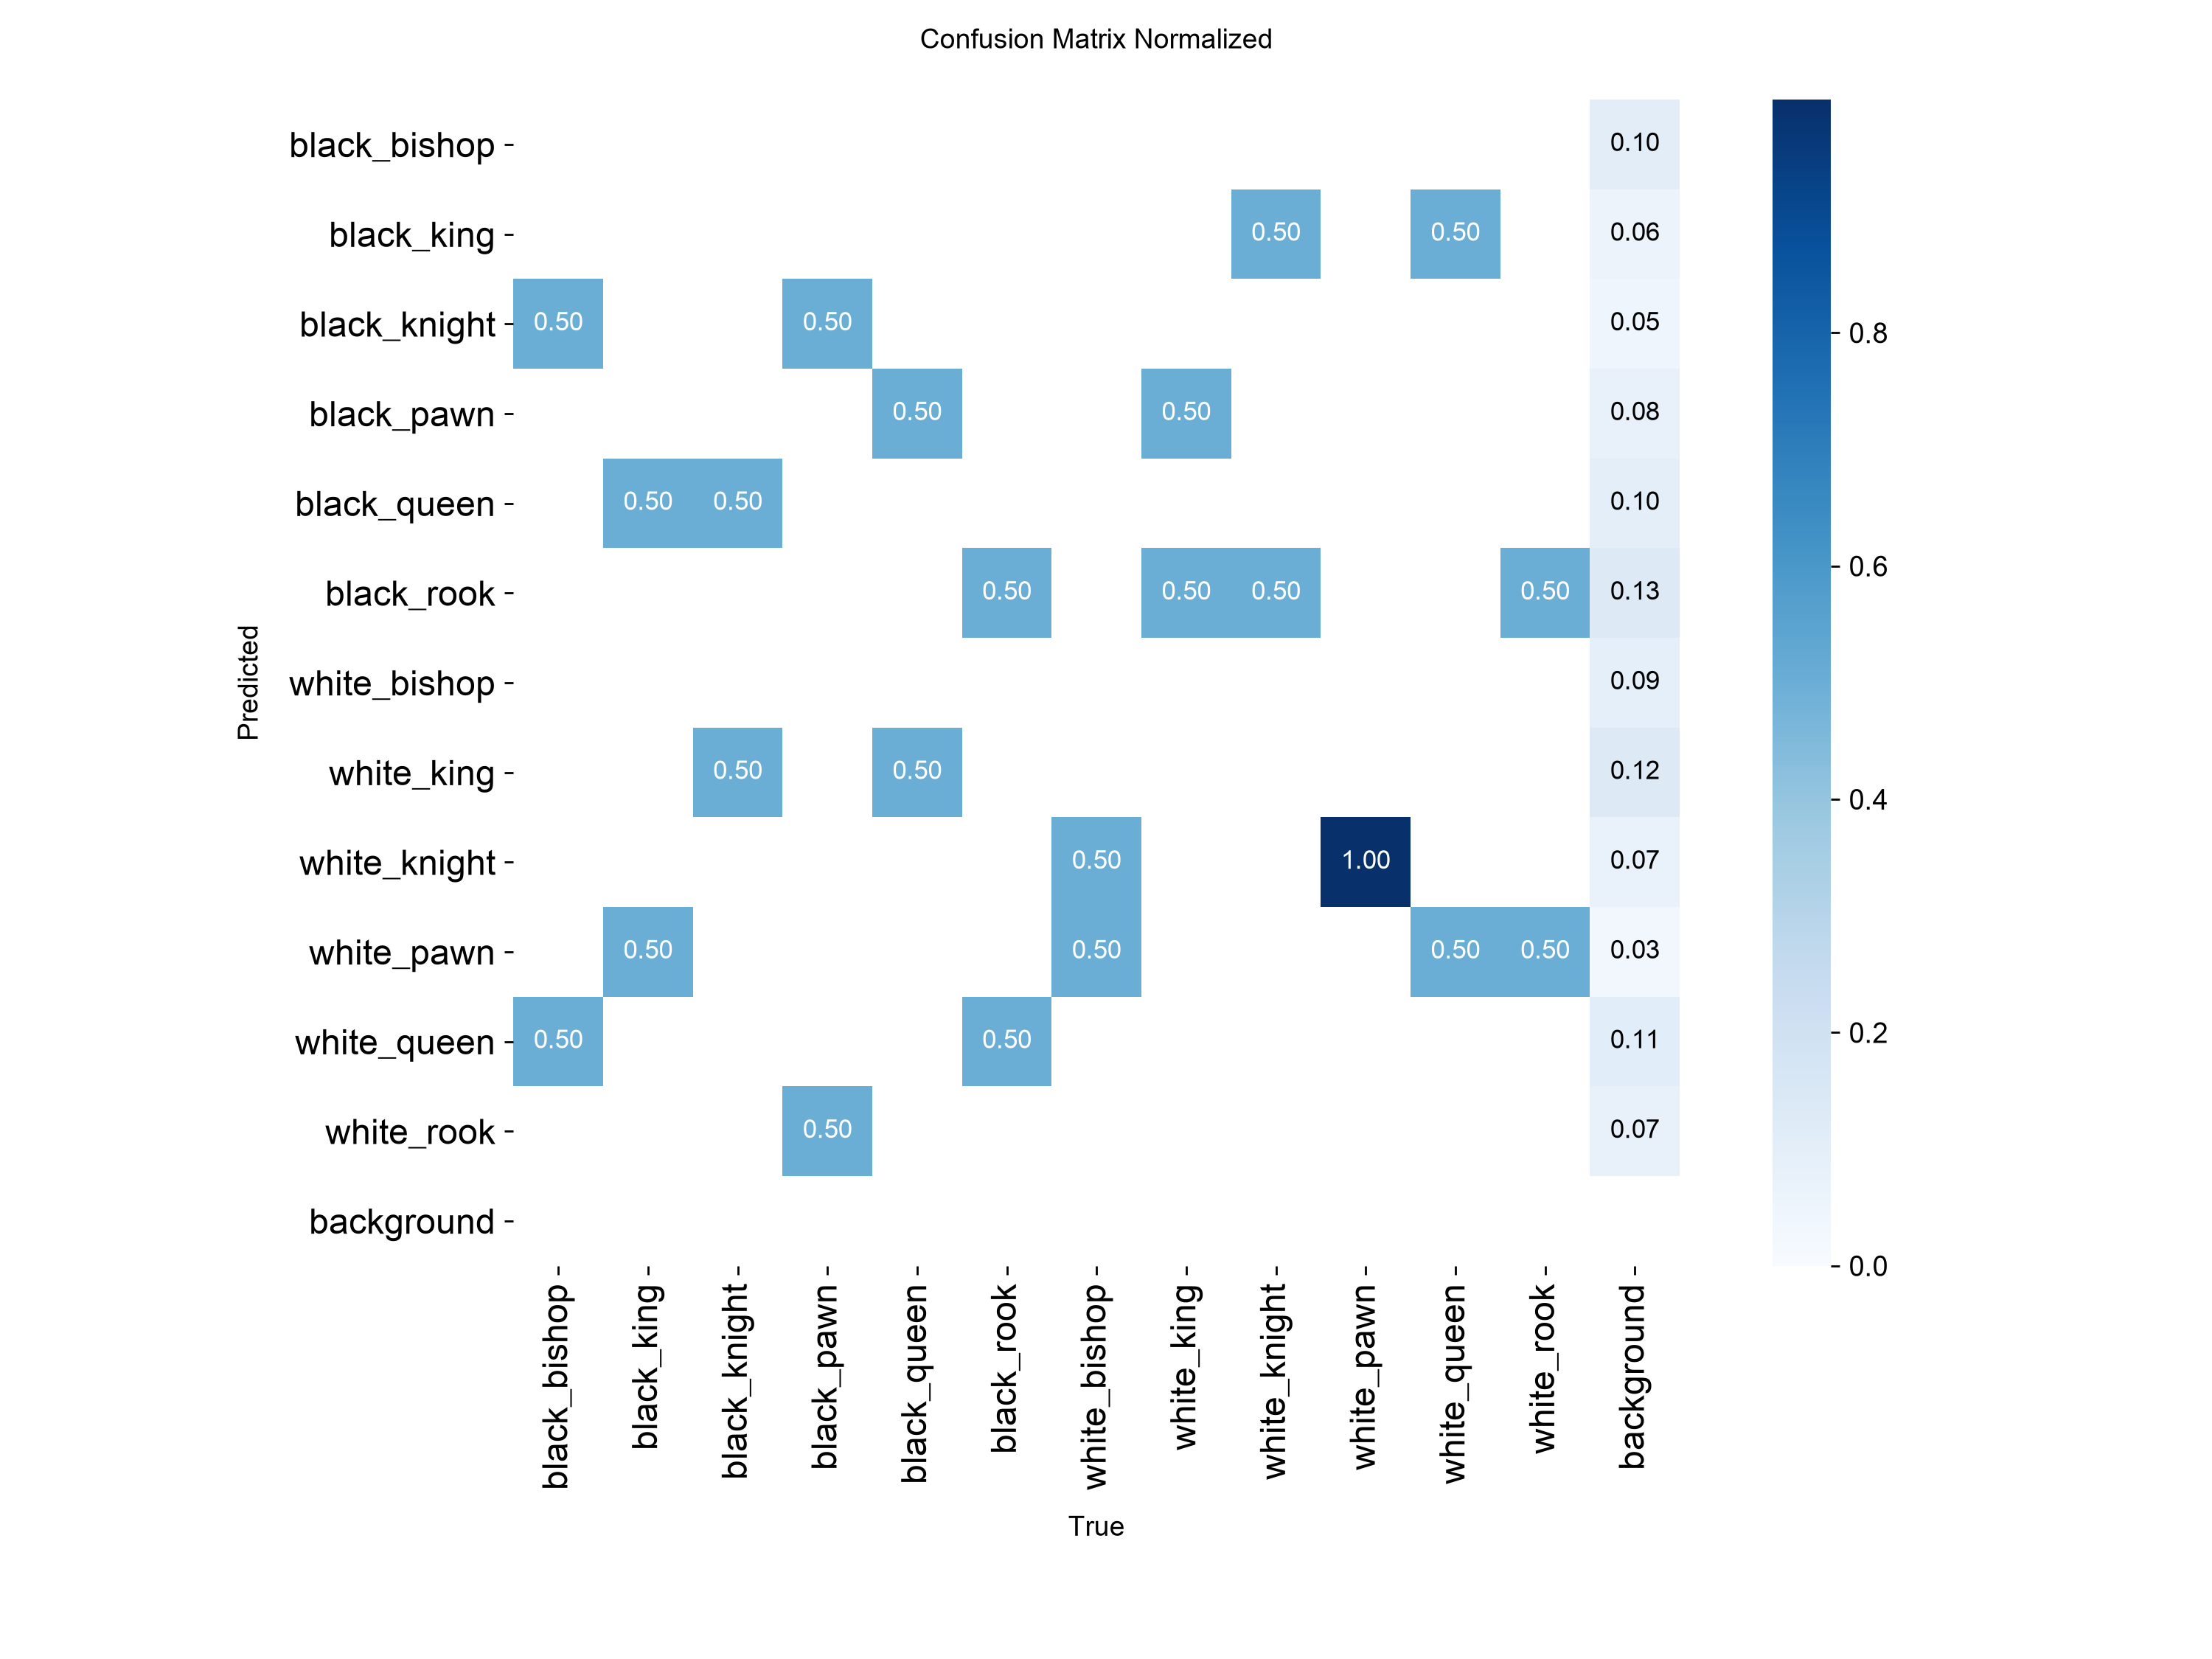 Confusion Matrix Normalized
black_bishop 0.10
black_king 0.50 0.50 0.06
black_knight 0.50 0.50 0.05
0.8
black_pawn 0.50 0.50 0.08
black_queen 0.50 0.50 0.10
black_rook 0.50 0.50 0.50 0.50 0.13
0.6
Predicted
white_bishop 0.09
white_king 0.50 0.50 0.12
0.4
white_knight 0.50 1.00 0.07
white_pawn 0.50 0.50 0.50 0.50 0.03
white_queen 0.50 0.50 0.11
0.2
white_rook 0.50 0.07
background
0.0
black_bishop
black_king
black_knight
black_pawn
black_queen
black_rook
white_bishop
white_king
white_knight
white_pawn
white_queen
white_rook
background
True